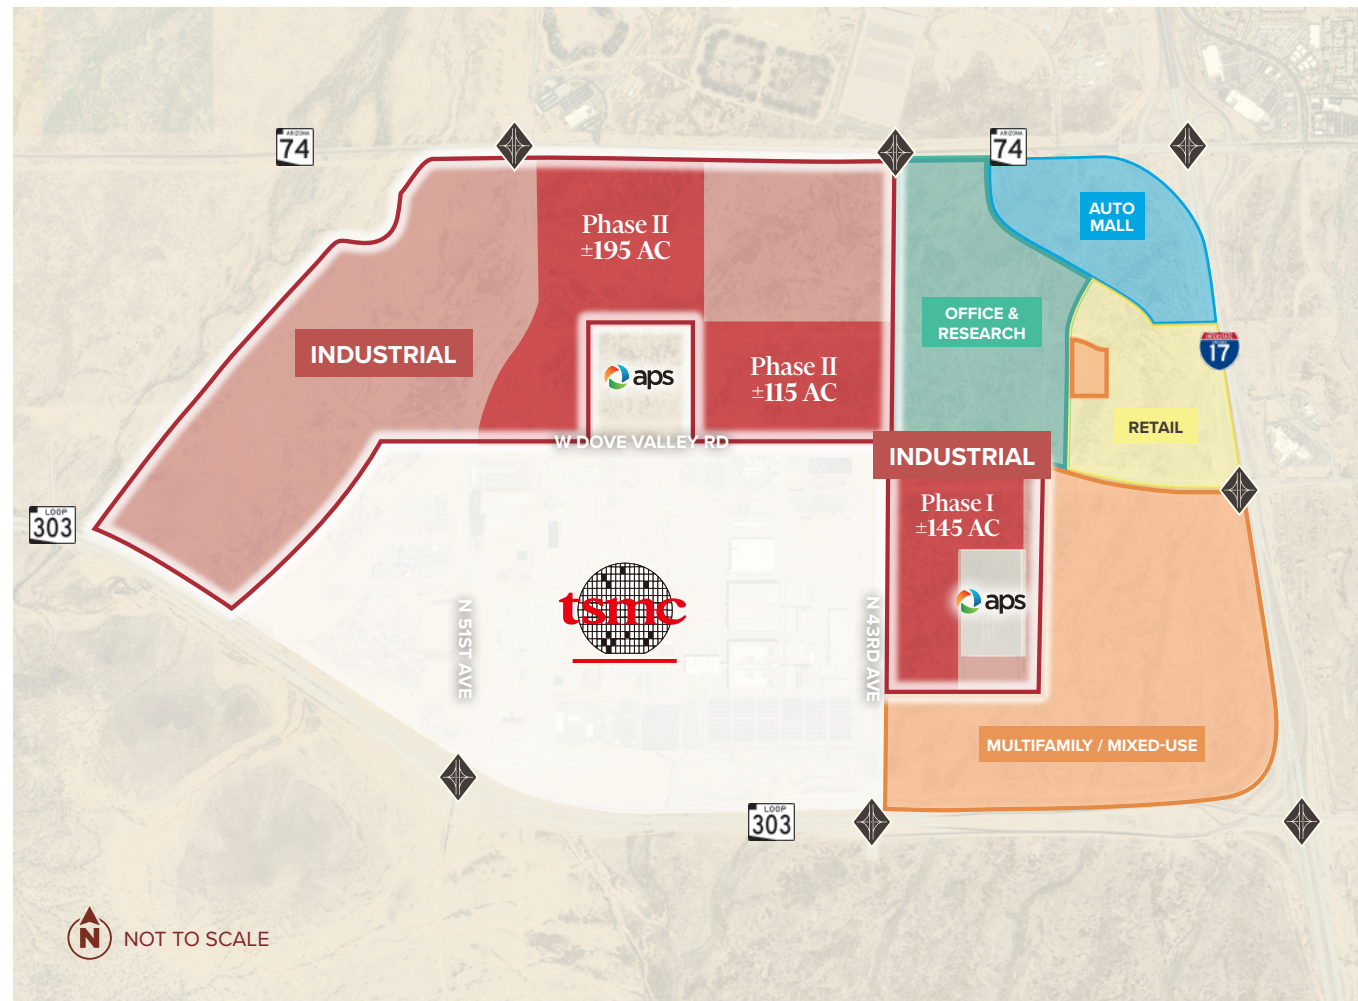 ARIZONA
74
ARIZONA
74
AUTO
MALL
Phase II
±195 AC
OFFICE &
RESEARCH
INDUSTRIAL
INTERSTATE
17
aps
Phase II
±115 AC
RETAIL
W DOVE VALLEY RD
INDUSTRIAL
LOOP
303
Phase I
±145 AC
aps
tsmc
N 51ST AVE
N 43RD AVE
MULTIFAMILY / MIXED-USE
LOOP
303
N
NOT TO SCALE